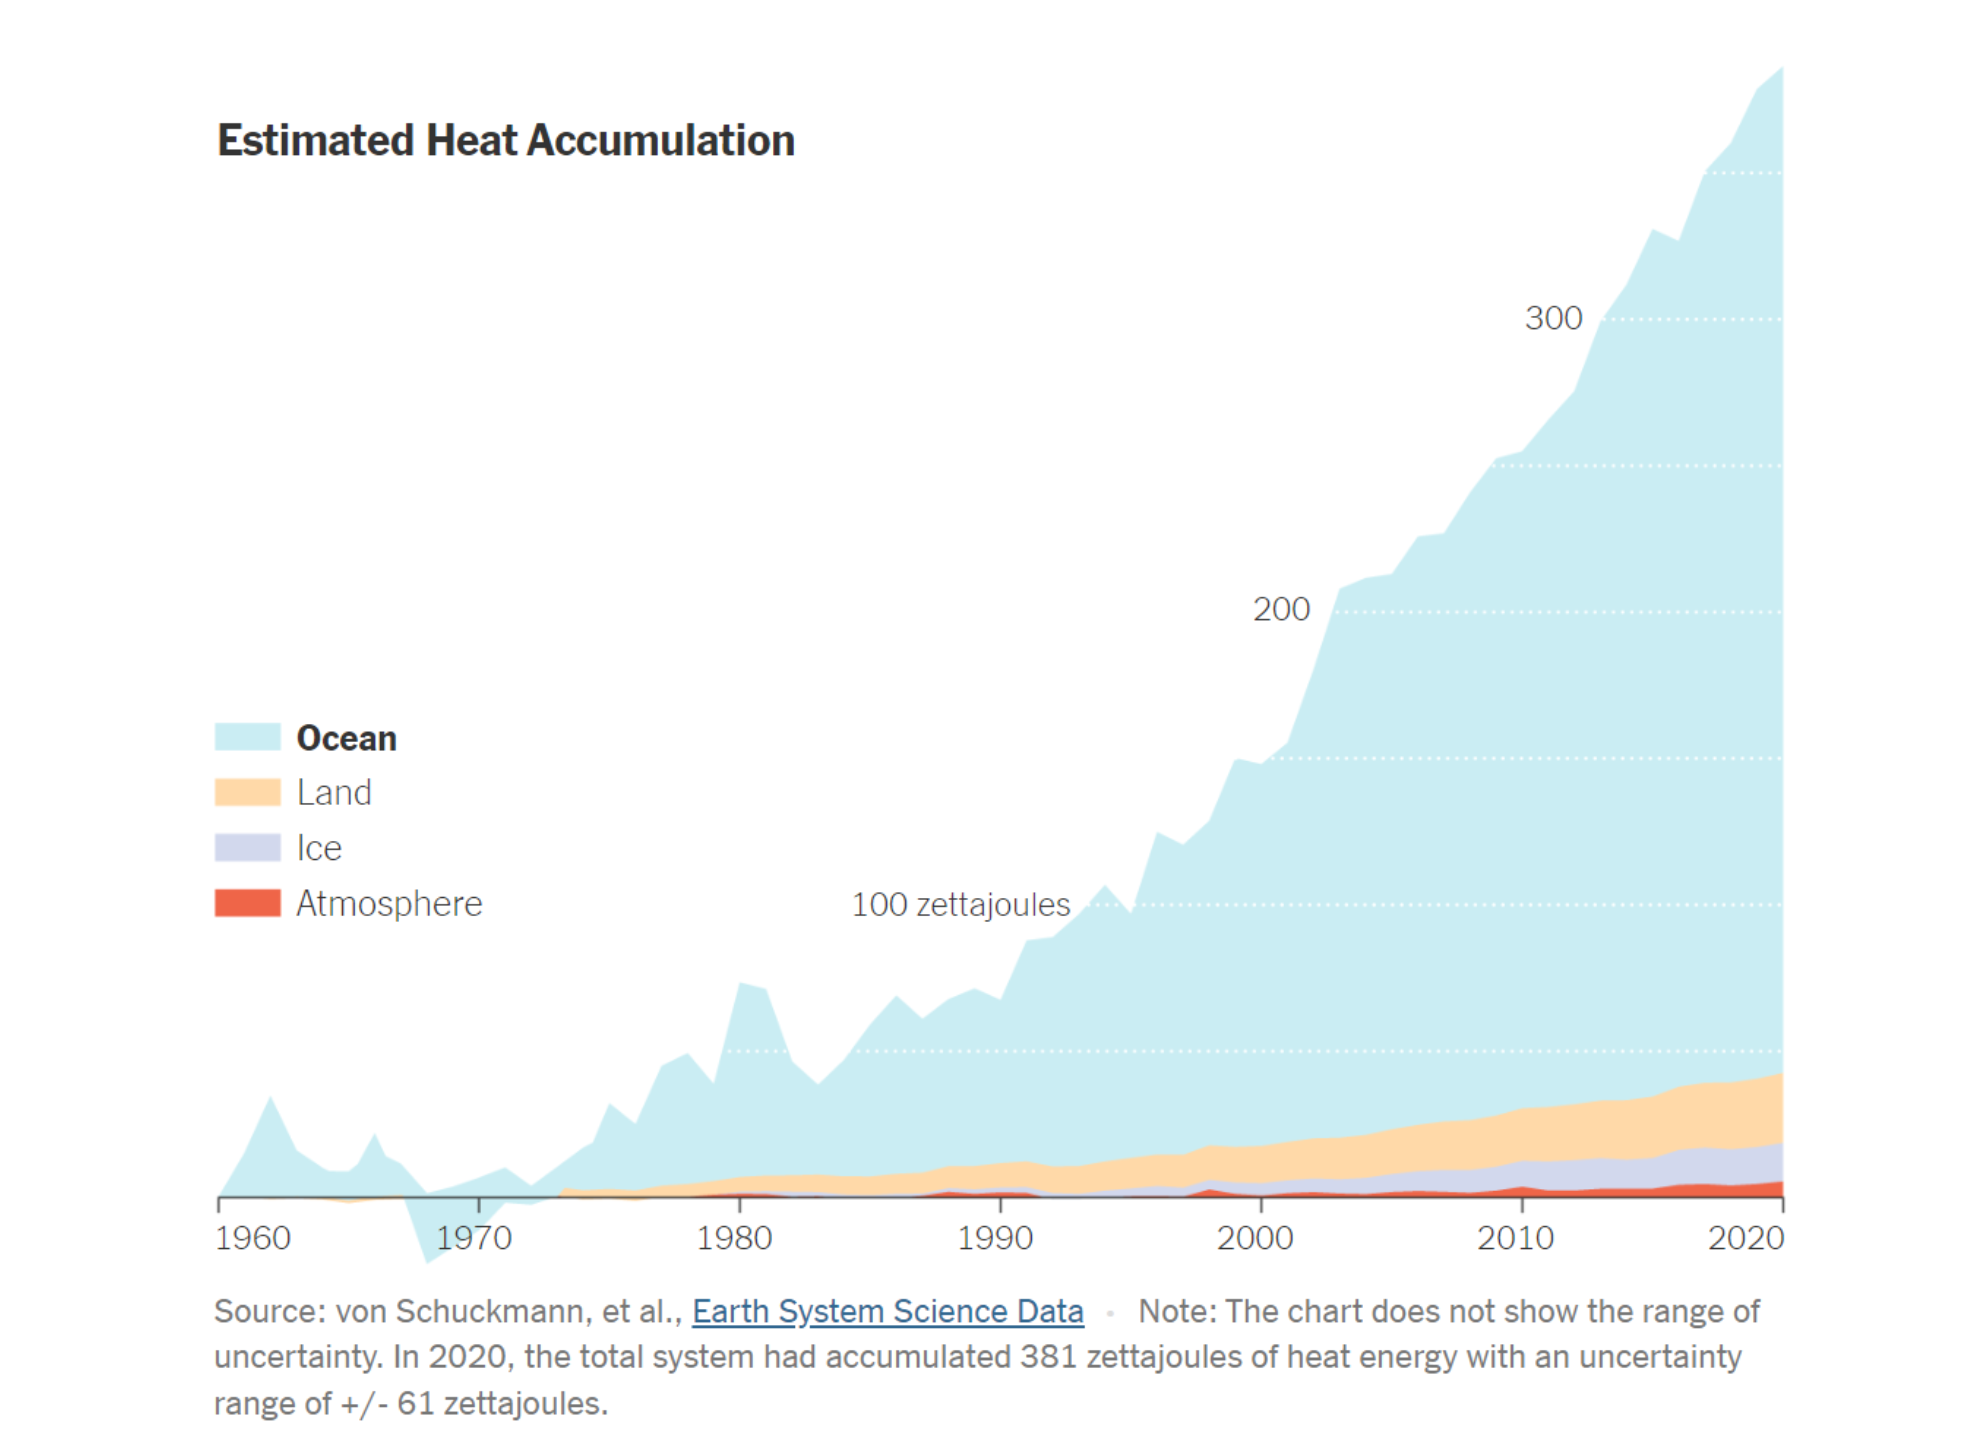 Estimated Heat Accumulation
300
200
Ocean
Land
Ice
Atmosphere
100 zettajoules
1960 1970 1980 1990 2000 2010 2020
Source: von Schuckmann, et al., Earth System Science Data • Note: The chart does not show the range of
uncertainty. In 2020, the total system had accumulated 381 zettajoules of heat energy with an uncertainty
range of +/- 61 zettajoules.